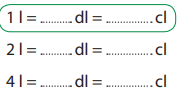 1 l = .......... dl = .............. cl
2 l = .......... dl = .............. cl
4 l = .......... dl = .............. cl